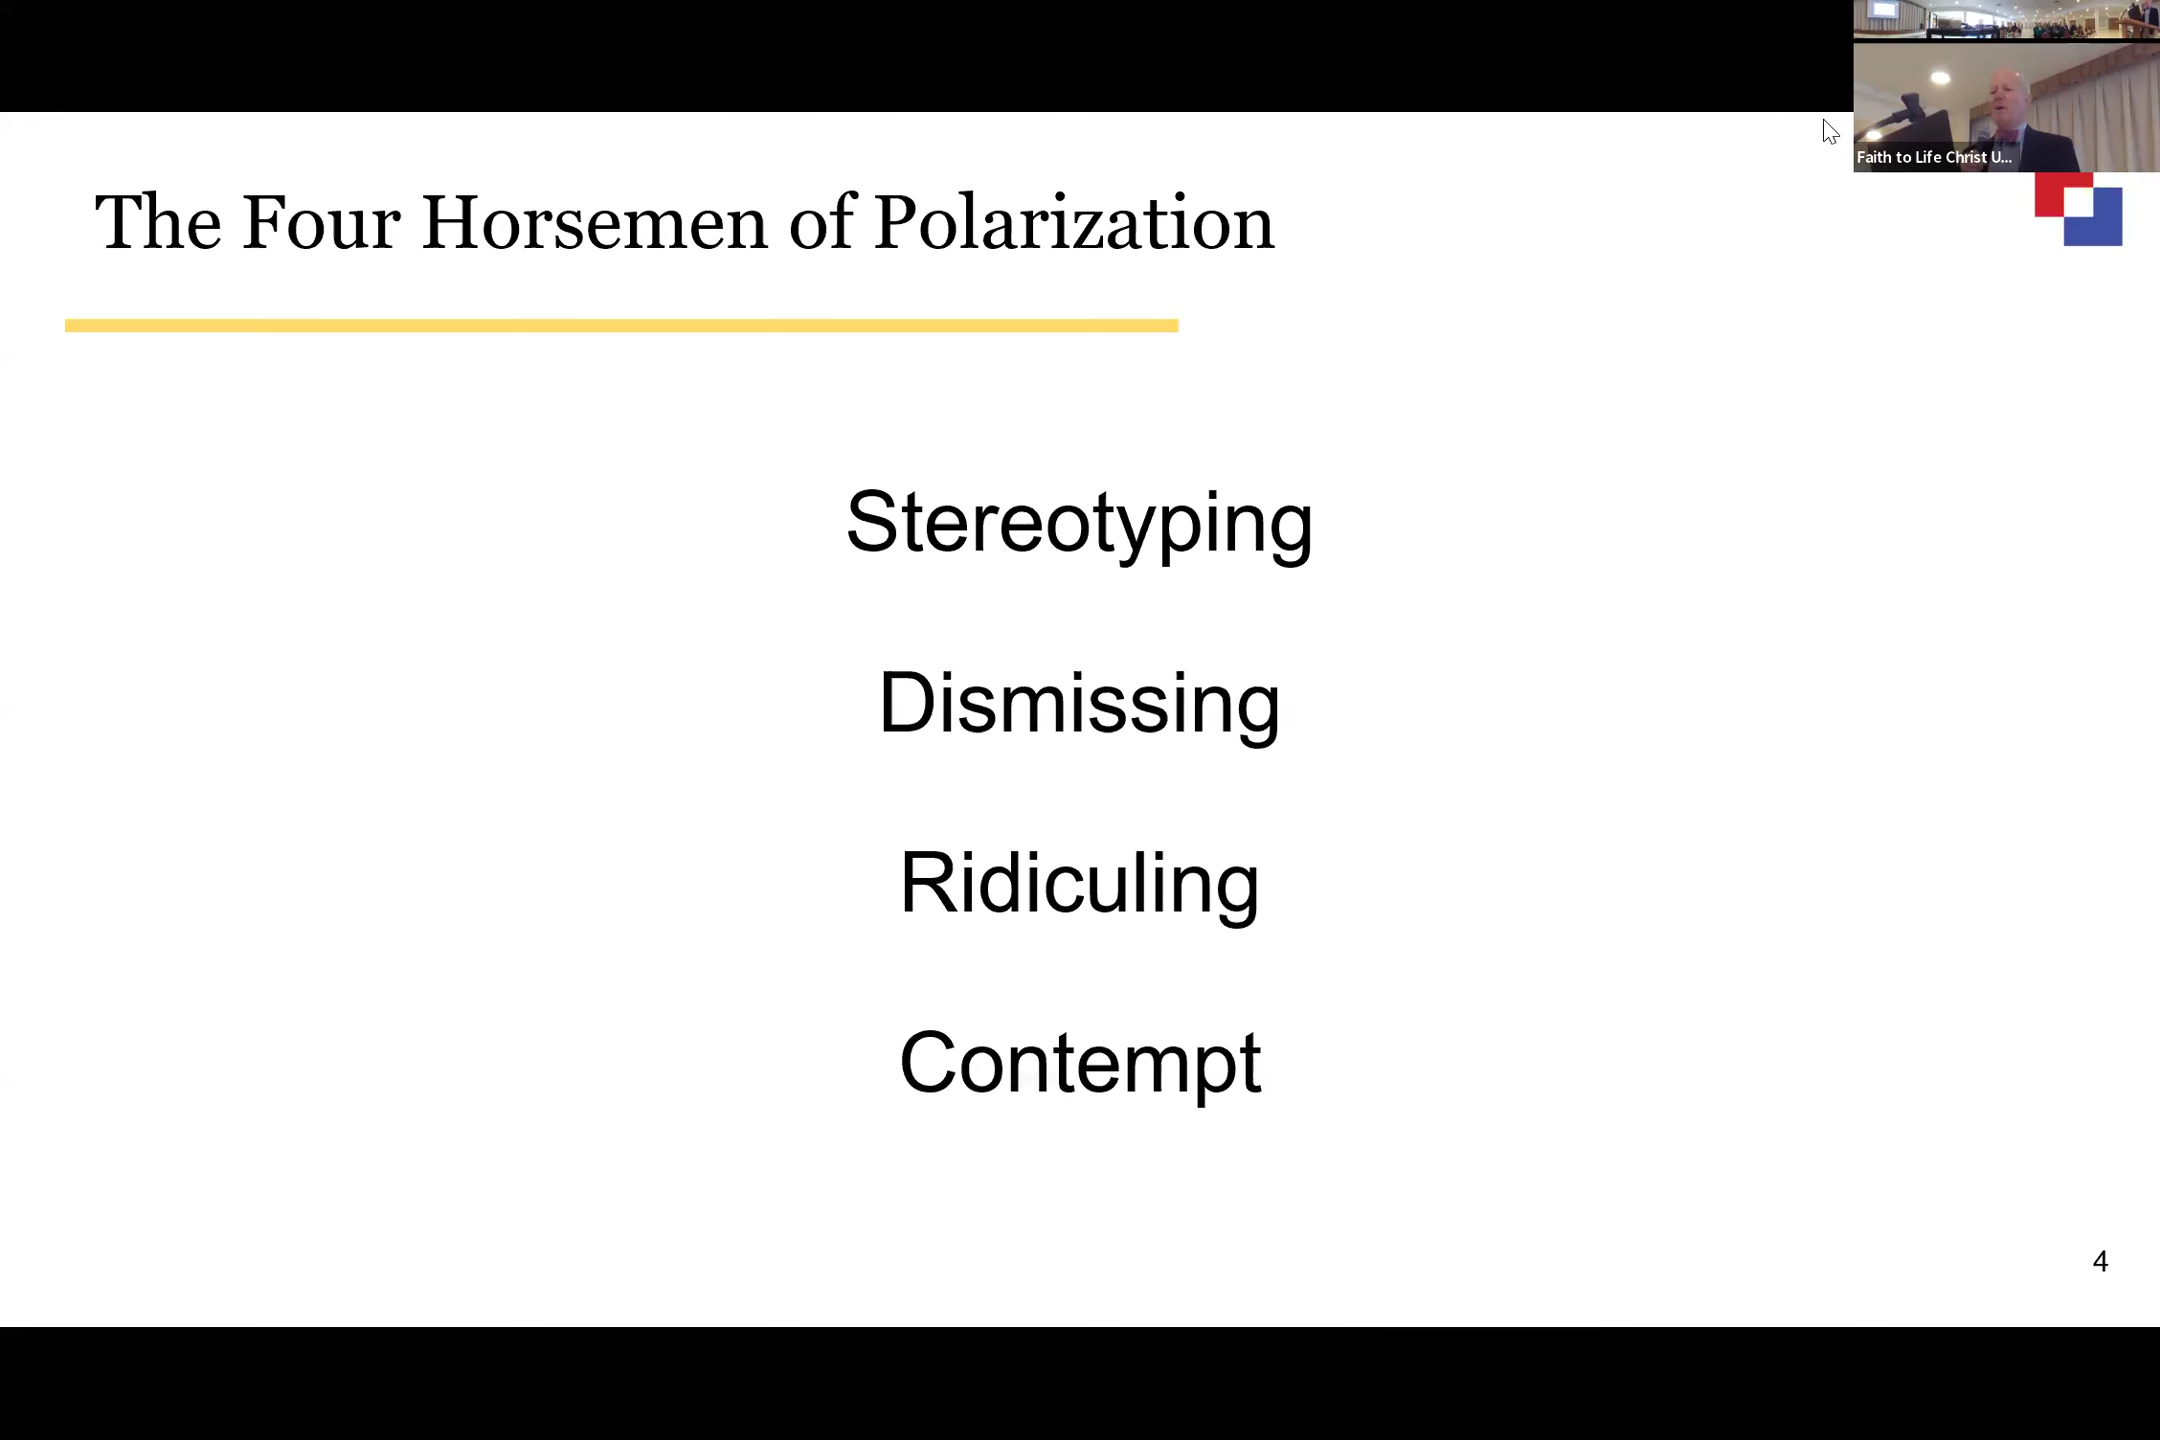 Faith to Life Christ U...
The Four Horsemen of Polarization
Stereotyping
Dismissing
Ridiculing
Contempt
4